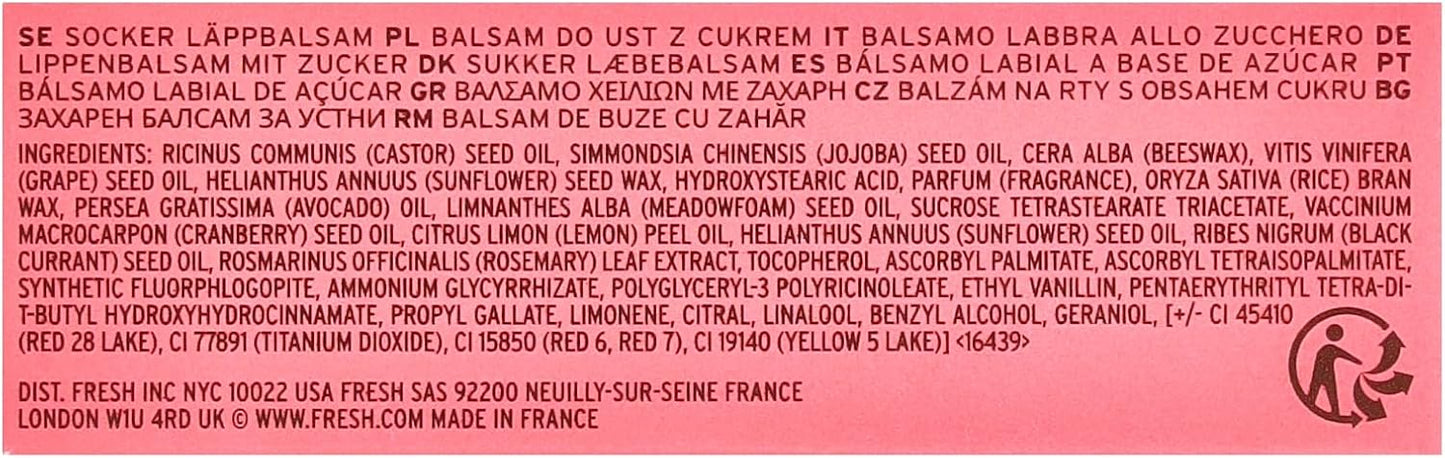 SE SOCKER LÄPPBALSAM PL BALSAM DO UST Z CUKREM IT BALSAMO LABBRA ALLO ZUCCHERO DE
LIPPENBALSAM MIT ZUCKER DK SUKKER LÆBEBALSAM ES BÁLSAMO LABIAL A BASE DE AZÚCAR PT
BÁLSAMO LABIAL DE AÇÚCAR GR ΒΑΛΣΑΜΟ ΧΕΙΛΙΩΝ ΜΕ ΖΑΧΑΡΗ CZ BALZÁM NA RTY S OBSAHEM CUKRU BG
ЗАХАРЕН БАЛСАМ ЗА УСТНИ RM BALSAM DE BUZE CU ZAHĂR
INGREDIENTS: RICINUS COMMUNIS (CASTOR) SEED OIL, SIMMONDSIA CHINENSIS (JOJOBA) SEED OIL, CERA ALBA (BEESWAX), VITIS VINIFERA
(GRAPE) SEED OIL, HELIANTHUS ANNUUS (SUNFLOWER) SEED WAX, HYDROXYSTEARIC ACID, PARFUM (FRAGRANCE), ORYZA SATIVA (RICE) BRAN
WAX, PERSEA GRATISSIMA (AVOCADO) OIL, LIMNANTHES ALBA (MEADOWFOAM) SEED OIL, SUCROSE TETRASTEARATE TRIACETATE, VACCINIUM
MACROCARPON (CRANBERRY) SEED OIL, CITRUS LIMON (LEMON) PEEL OIL, HELIANTHUS ANNUUS (SUNFLOWER) SEED OIL, RIBES NIGRUM (BLACK
CURRANT) SEED OIL, ROSMARINUS OFFICINALIS (ROSEMARY) LEAF EXTRACT, TOCOPHEROL, ASCORBYL PALMITATE, ASCORBYL TETRAISOPALMITATE,
SYNTHETIC FLUORPHLOGOPITE, AMMONIUM GLYCYRRHIZATE, POLYGLYCERYL-3 POLYRICINOLEATE, ETHYL VANILLIN, PENTAERYTHRITYL TETRA-DI-
T-BUTYL HYDROXYHYDROCINNAMATE, PROPYL GALLATE, LIMONENE, CITRAL, LINALOOL, BENZYL ALCOHOL, GERANIOL, [+/- CI 45410
(RED 28 LAKE), CI 77891 (TITANIUM DIOXIDE), CI 15850 (RED 6, RED 7), CI 19140 (YELLOW 5 LAKE)] <16439>
DIST. FRESH INC NYC 10022 USA FRESH SAS 92200 NEUILLY-SUR-SEINE FRANCE
LONDON W1U 4RD UK © WWW.FRESH.COM MADE IN FRANCE